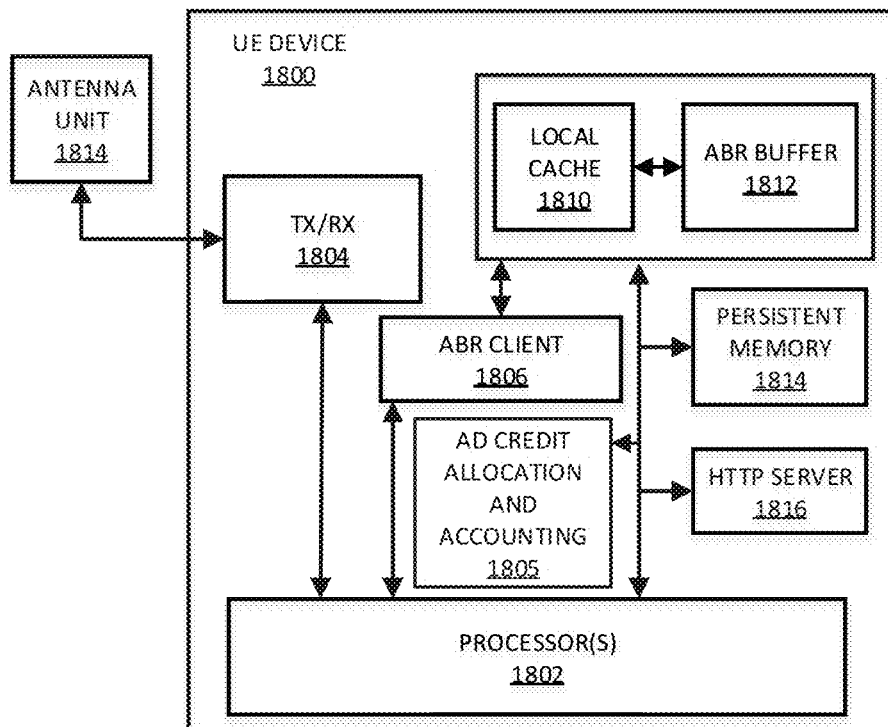 UE DEVICE
1800
ANTENNA
UNIT
1814
LOCAL
CACHE
1810
ABR BUFFER
1812
TX/RX
1804
ABR CLIENT
1806
PERSISTENT
MEMORY
1814
AD CREDIT
ALLOCATION
AND
ACCOUNTING
1805
HTTP SERVER
1816
PROCESSOR(S)
1802